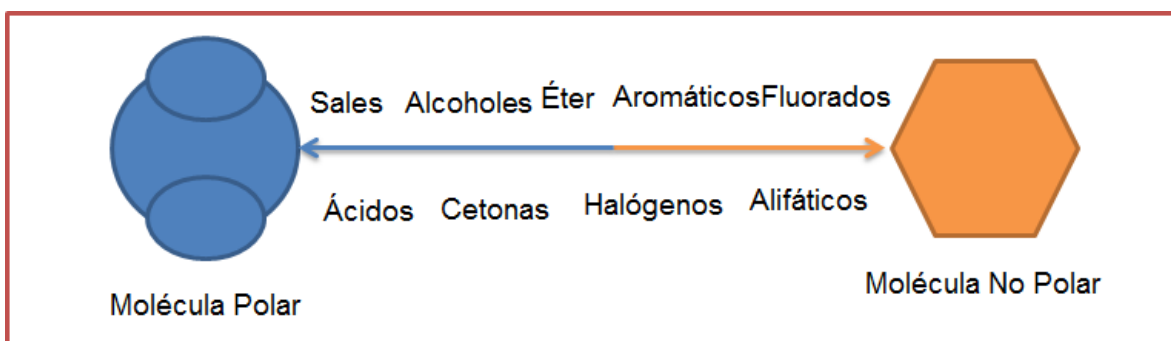 Sales Alcoholes Éter AromáticosFluorados
Ácidos Cetonas Halógenos Alifáticos
Molécula Polar
Molécula No Polar